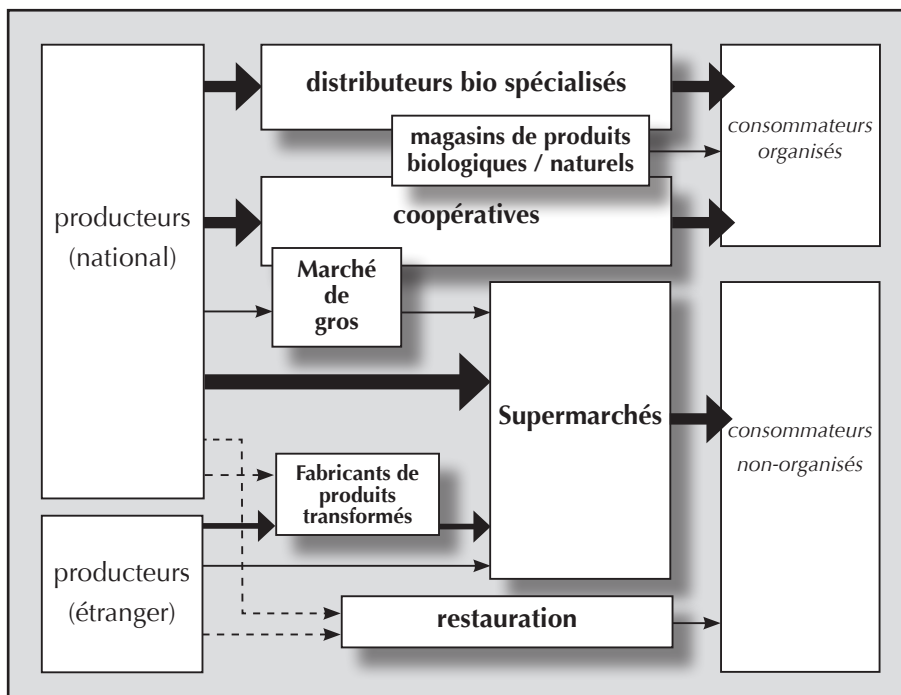 distributeurs bio spécialisés
magasins de produits
biologiques / naturels
consommateurs
organisés
producteurs
(national)
coopératives
Marché
de
gros
Supermarchés
consommateurs
non-organisés
Fabricants de
produits
transformés
producteurs
(étranger)
restauration